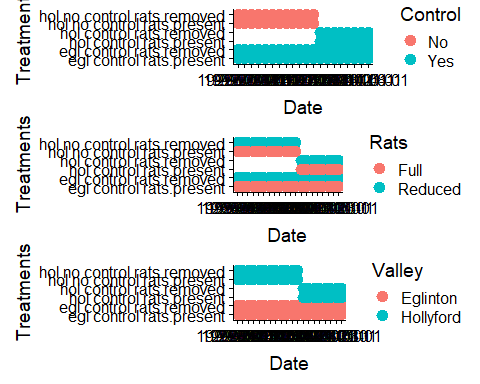 Treatments
hol no control rats removed
hol no control rats present
hol control rats removed
hol control rats present
egl control rats removed
egl control rats present
Date
Control
No
Yes
Treatments
hol no control rats removed
hol no control rats present
hol control rats removed
hol control rats present
egl control rats removed
egl control rats present
Date
Rats
Full
Reduced
Treatments
hol no control rats removed
hol no control rats present
hol control rats removed
hol control rats present
egl control rats removed
egl control rats present
Date
Valley
Eglinton
Hollyford